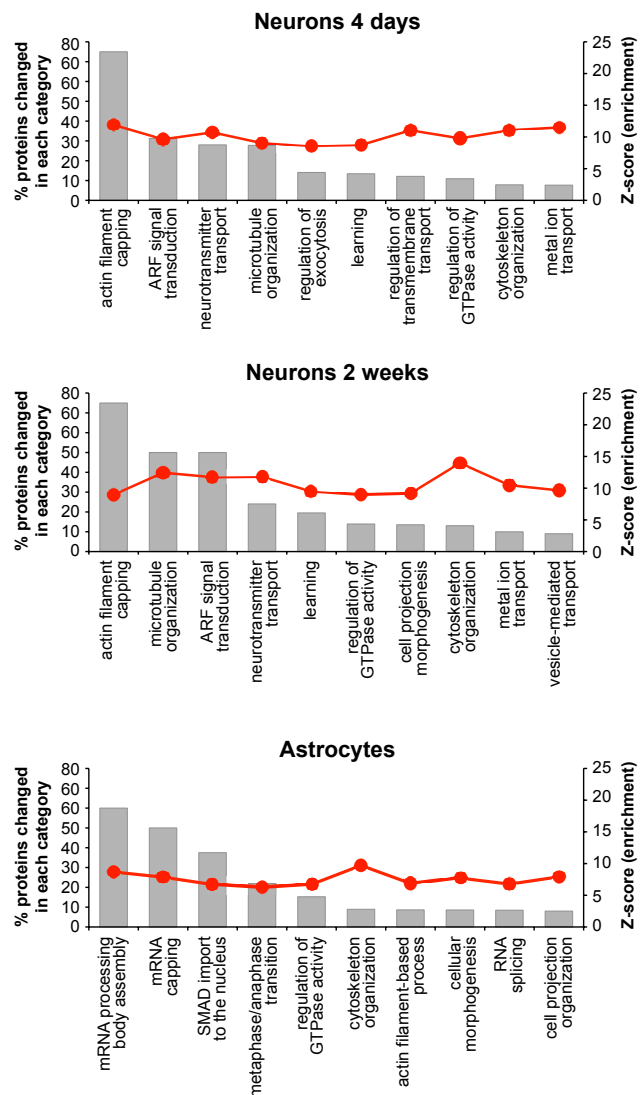 Neurons 4 days
% proteins changed
in each category
80
70
60
50
40
30
20
10
0
25
20
15
10
5
0
Z-score (enrichment)
actin filament
capping
ARF signal
transduction
neurotransmitter
transport
microtubule
organization
regulation of
exocytosis
learning
regulation of
transmembrane
transport
regulation of
GTPase activity
cytoskeleton
organization
metal ion
transport
Neurons 2 weeks
% proteins changed
in each category
80
70
60
50
40
30
20
10
0
25
20
15
10
5
0
Z-score (enrichment)
actin filament
capping
microtubule
organization
ARF signal
transduction
neurotransmitter
transport
learning
regulation of
GTPase activity
cell projection
morphogenesis
cytoskeleton
organization
metal ion
transport
vesicle-mediated
transport
Astrocytes
% proteins changed
in each category
80
70
60
50
40
30
20
10
0
25
20
15
10
5
0
Z-score (enrichment)
mRNA processing
body assembly
mRNA
capping
SMAD import
to the nucleus
metaphase/anaphase
transition
regulation of
GTPase activity
cytoskeleton
organization
actin filament-based
process
cellular
morphogenesis
RNA
splicing
cell projection
organization